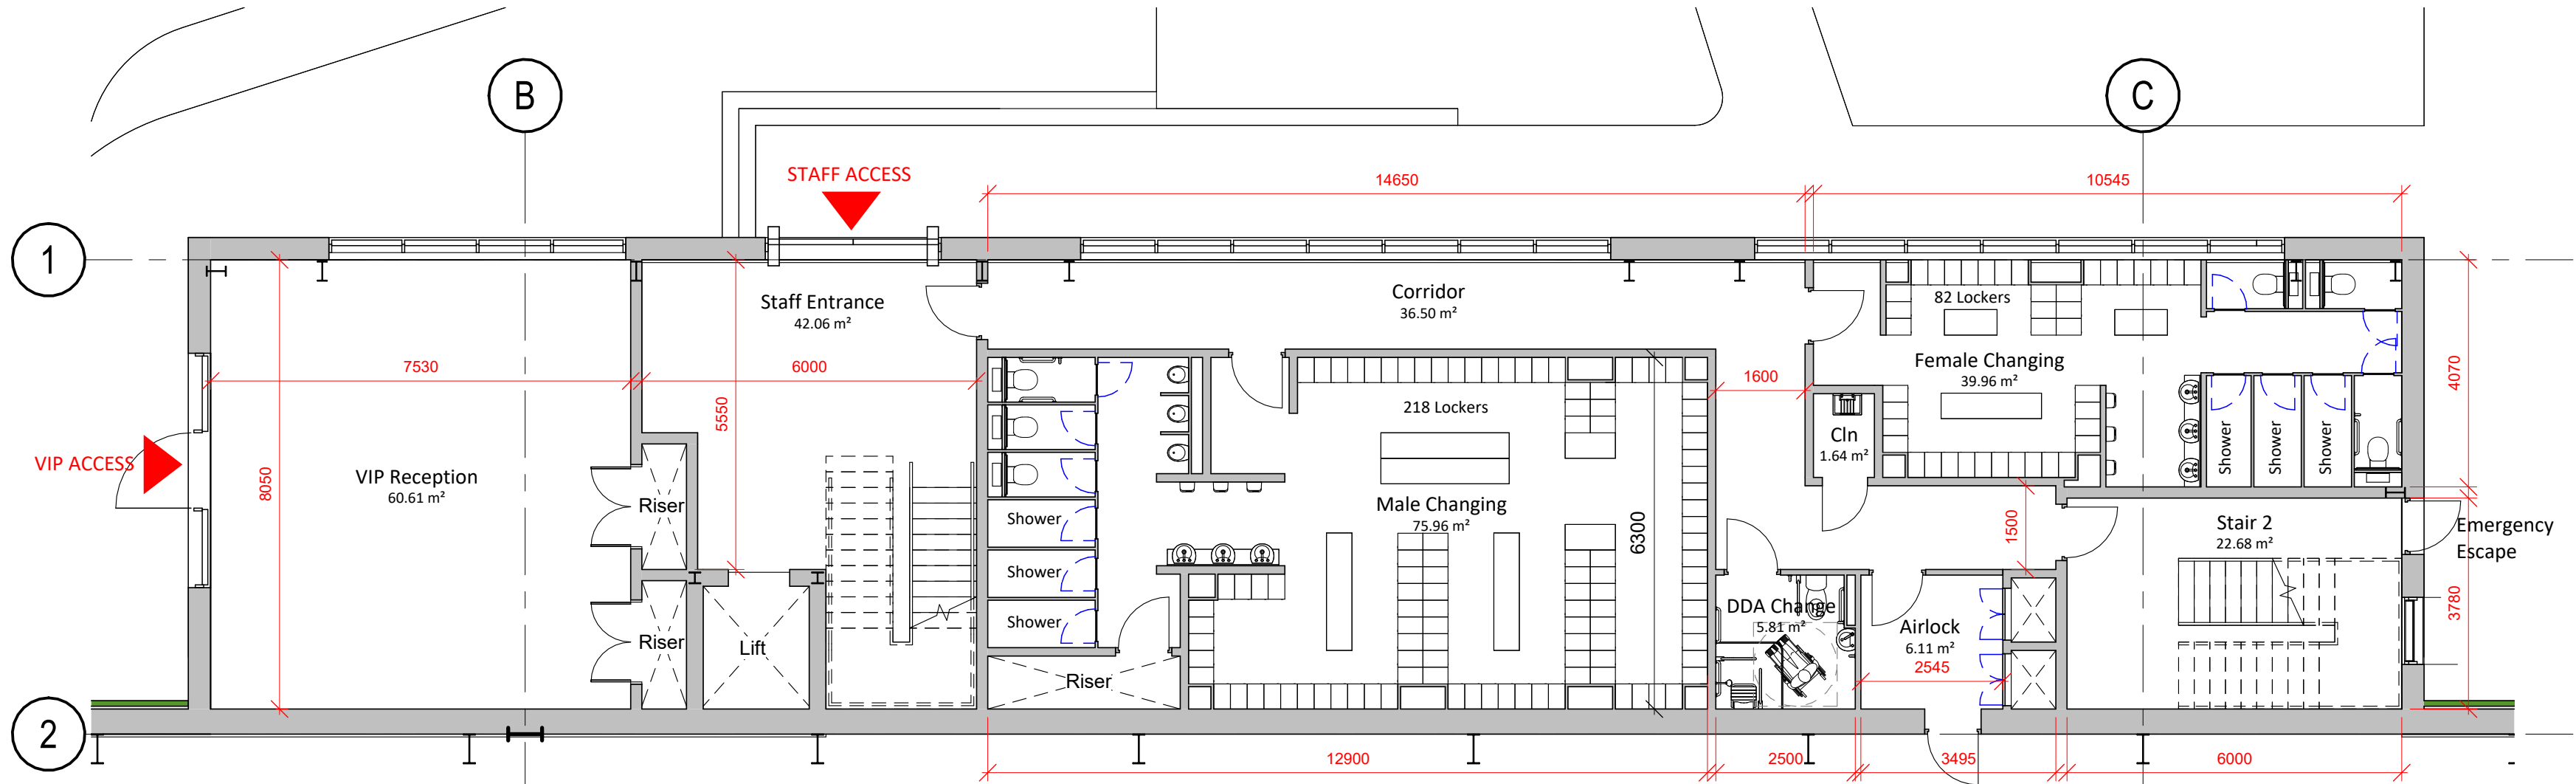 B
C
STAFF ACCESS
14650
10545
1
Staff Entrance
42.06 m²
Corridor
36.50 m²
82 Lockers
7530
6000
5550
1600
Female Changing
39.96 m²
4070
218 Lockers
VIP ACCESS
8050
VIP Reception
60.61 m²
Riser
Cln
1.64 m²
Shower
Shower
Shower
Male Changing
75.96 m²
6300
Shower
Shower
Shower
1500
Stair 2
22.68 m²
Emergency
Escape
3780
DDA Change
5.81 m²
Airlock
6.11 m²
2545
Riser
Lift
Riser
2
12900
2500
3495
6000